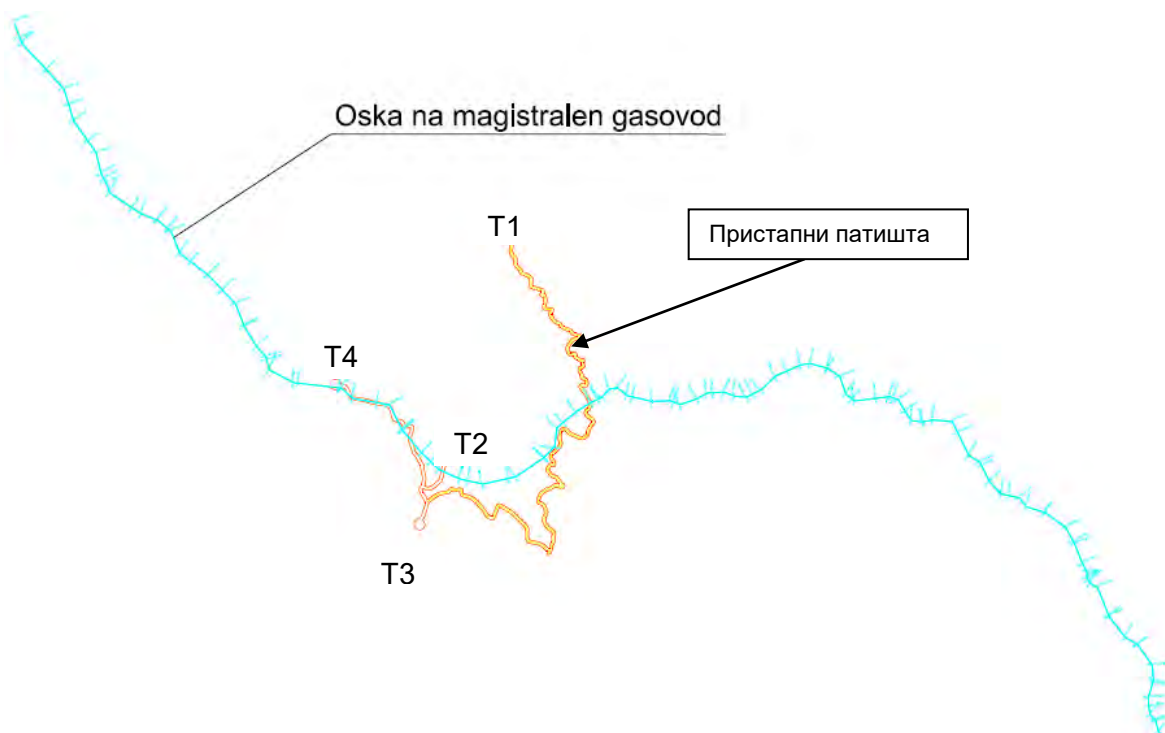 Oska na magistralen gasovod
T1
Пристапни патишта
T4
T2
T3